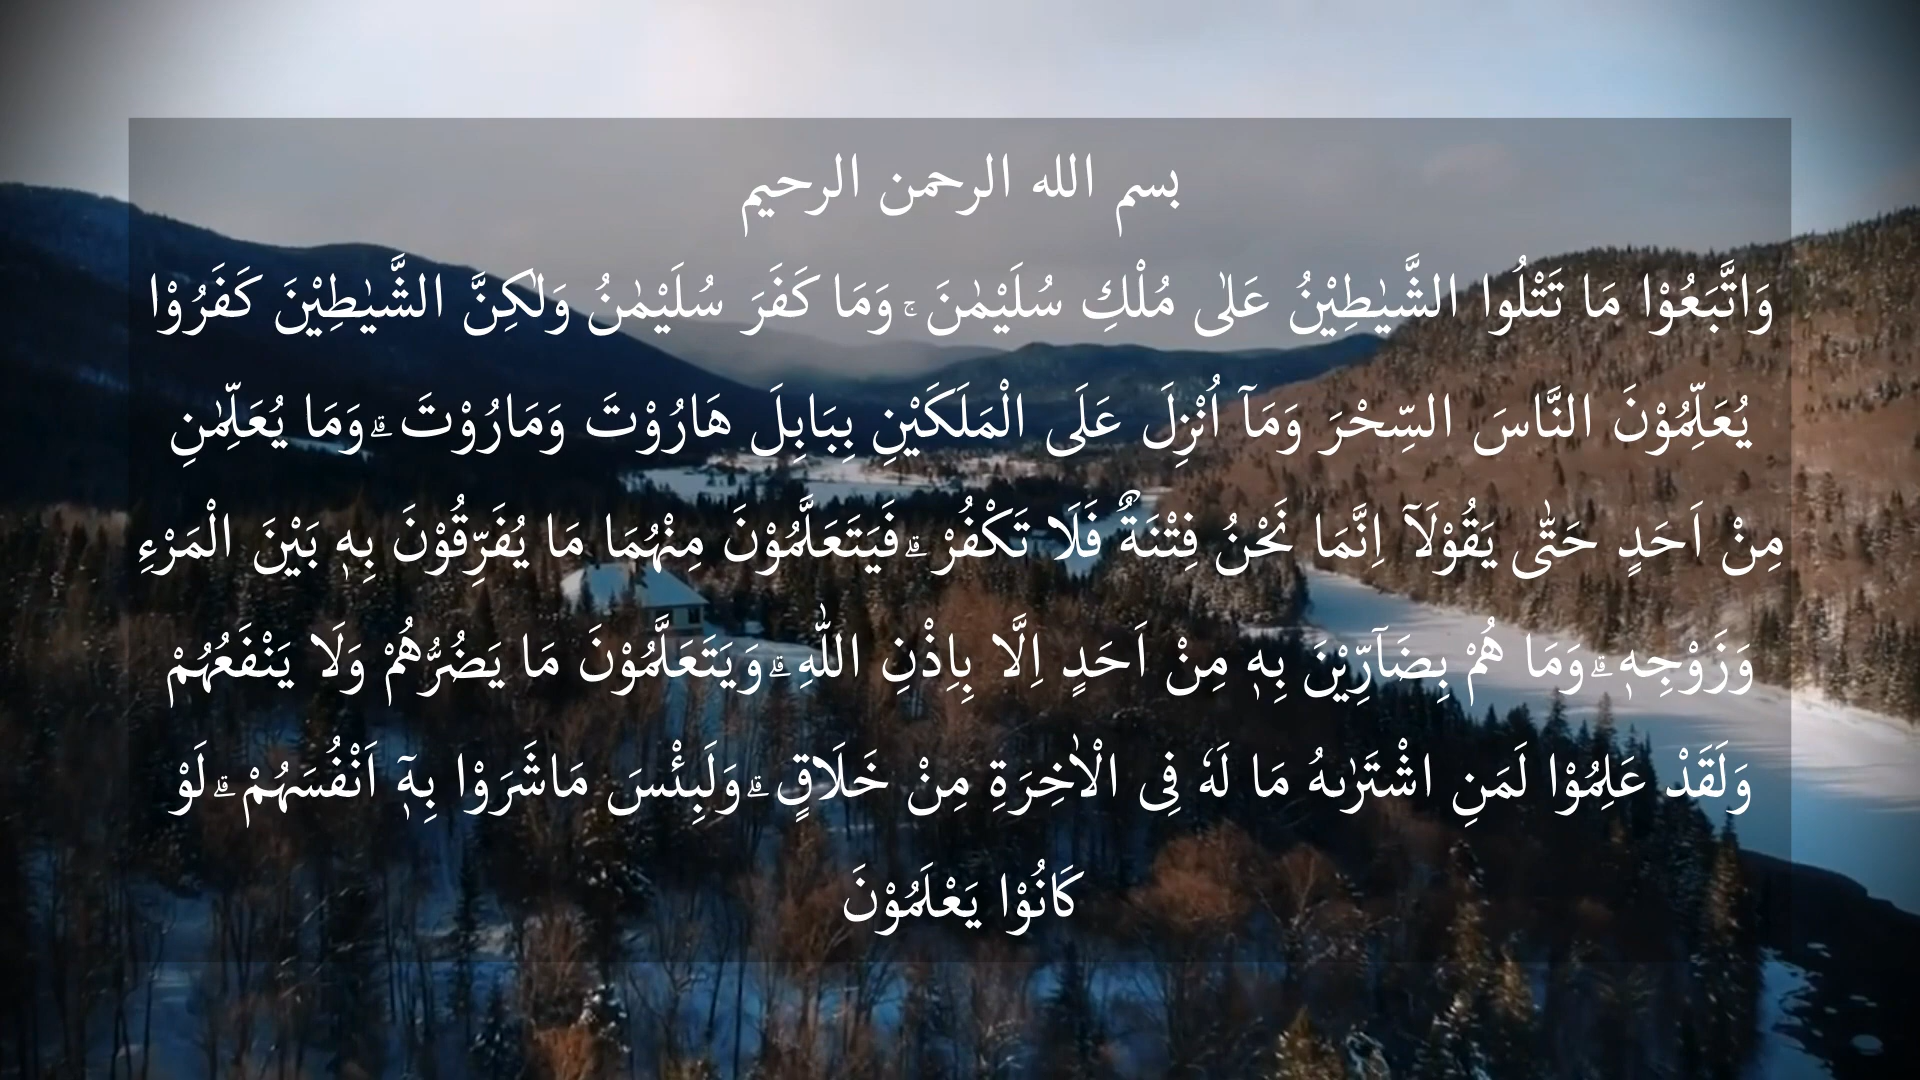 بسم الله الرحمن الرحيم
وَاتَّبَعُوْا مَا تَتْلُوا الشَّيٰطِيْنُ عَلٰى مُلْكِ سُلَيْمٰنَ ۚ وَمَا كَفَرَ سُلَيْمٰنُ وَلٰكِنَّ الشَّيٰطِيْنَ كَفَرُوْا
يُعَلِّمُوْنَ النَّاسَ السِّحْرَ وَمَآ اُنْزِلَ عَلَى الْمَلَكَيْنِ بِبَابِلَ هَارُوْتَ وَمَارُوْتَ ۗوَمَا يُعَلِّمٰنِ
مِنْ اَحَدٍ حَتّٰى يَقُوْلَآ اِنَّمَا نَحْنُ فِتْنَةٌ فَلَا تَكْفُرْ ۗفَيَتَعَلَّمُوْنَ مِنْهُمَا مَا يُفَرِّقُوْنَ بِهٖ بَيْنَ الْمَرْءِ
وَزَوْجِهٖ ۗوَمَا هُمْ بِضَآرِّيْنَ بِهٖ مِنْ اَحَدٍ اِلَّا بِاِذْنِ اللّٰهِ ۗوَيَتَعَلَّمُوْنَ مَا يَضُرُّهُمْ وَلَا يَنْفَعُهُمْ
وَلَقَدْ عَلِمُوْا لَمَنِ اشْتَرٰىهُ مَا لَهٗ فِى الْاٰخِرَةِ مِنْ خَلَاقٍ ۗوَلَبِئْسَ مَاشَرَوْا بِهٖٓ اَنْفُسَهُمْ ۗلَوْ
كَانُوْا يَعْلَمُوْنَ